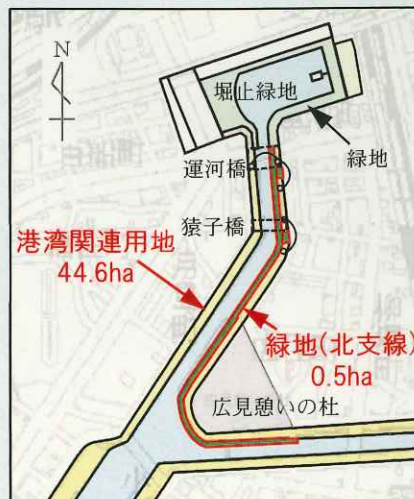 N
堀止緑地
緑地
運河橋
猿子橋
港湾関連用地
44.6ha
緑地(北支線)
0.5ha
広見憩いの杜